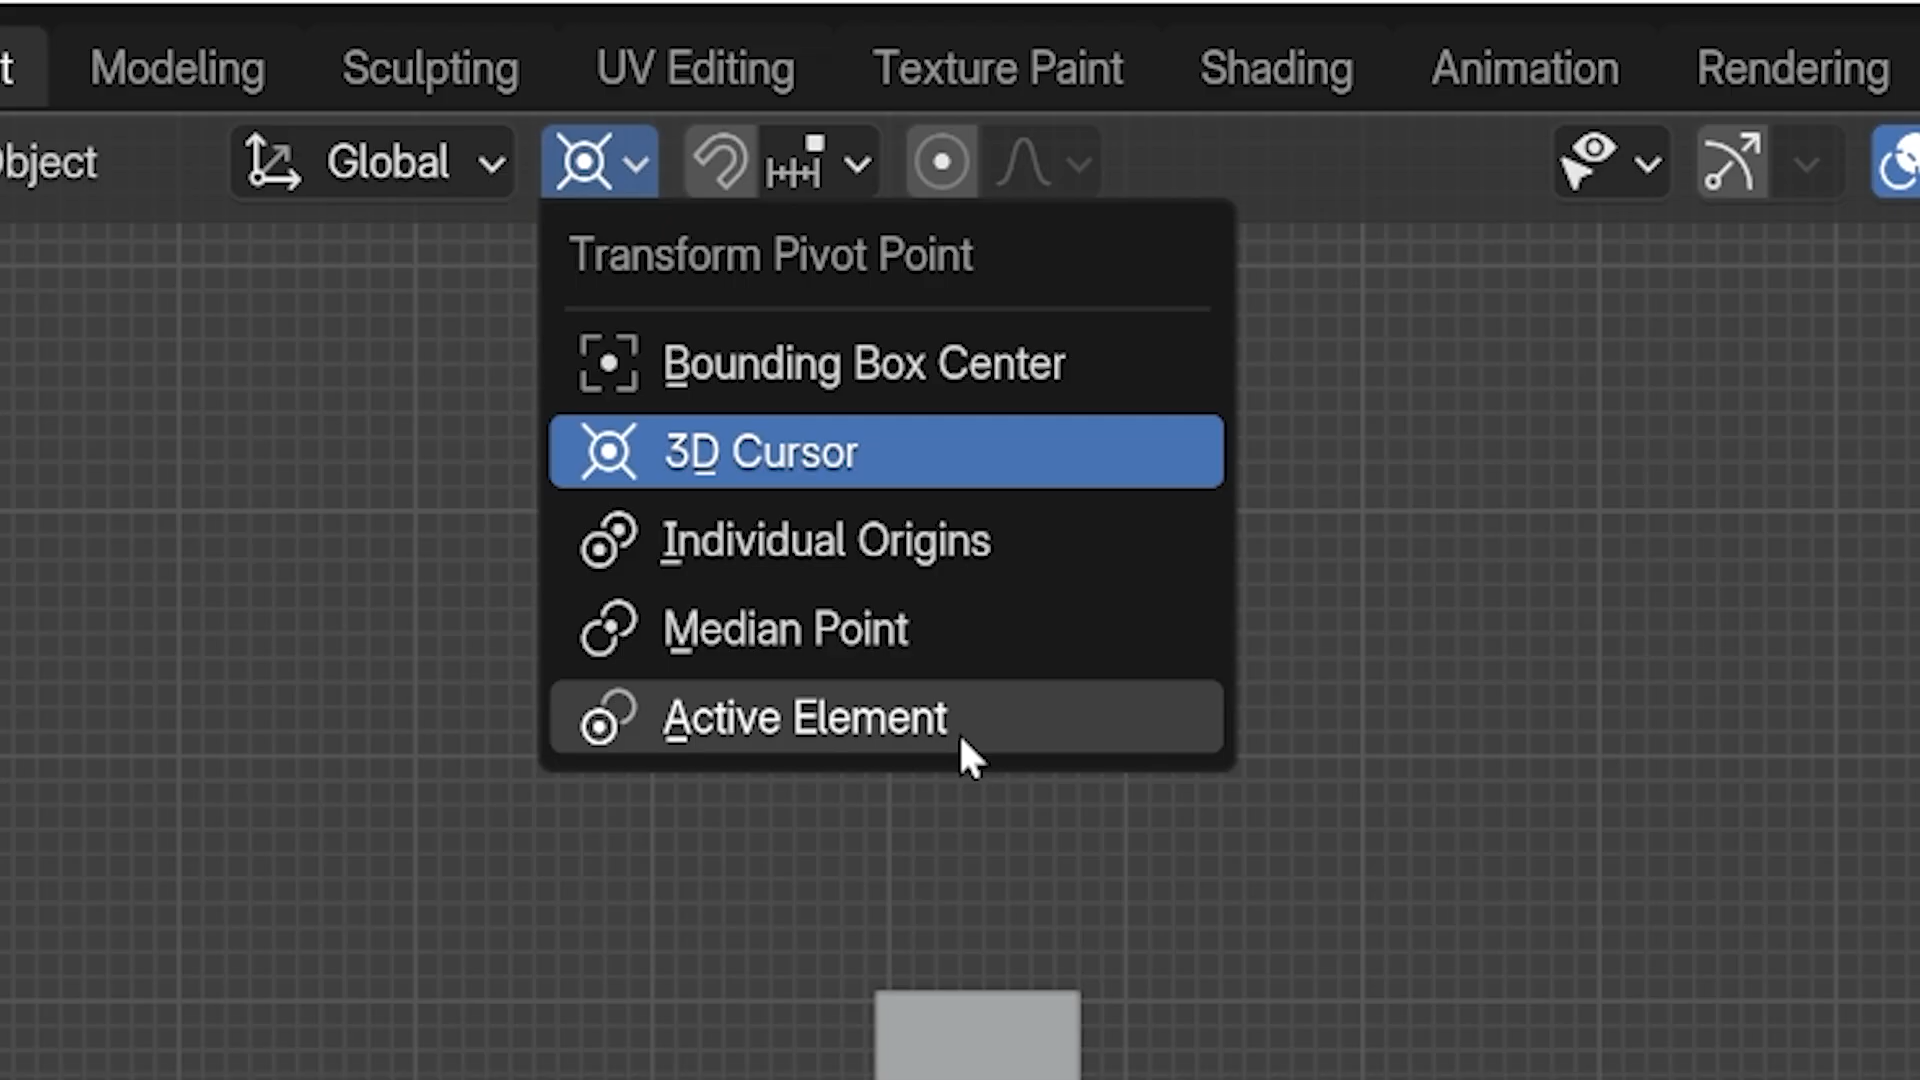 t Modeling Sculpting UV Editing Texture Paint Shading Animation Rendering
bject Global
Transform Pivot Point
Bounding Box Center
3D Cursor
Individual Origins
Median Point
Active Element